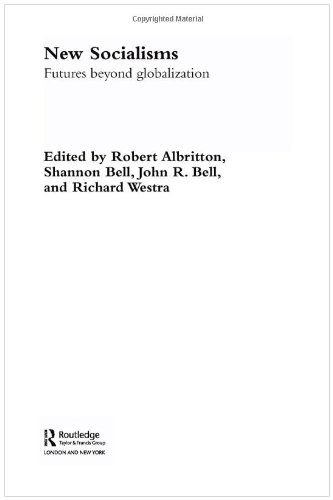 Copyrighted Material
New Socialisms
Futures beyond globalization
Edited by Robert Albritton,
Shannon Bell, John R. Bell,
and Richard Westra
R
Routledge
Taylor & Francis Group
LONDON AND NEW YORK